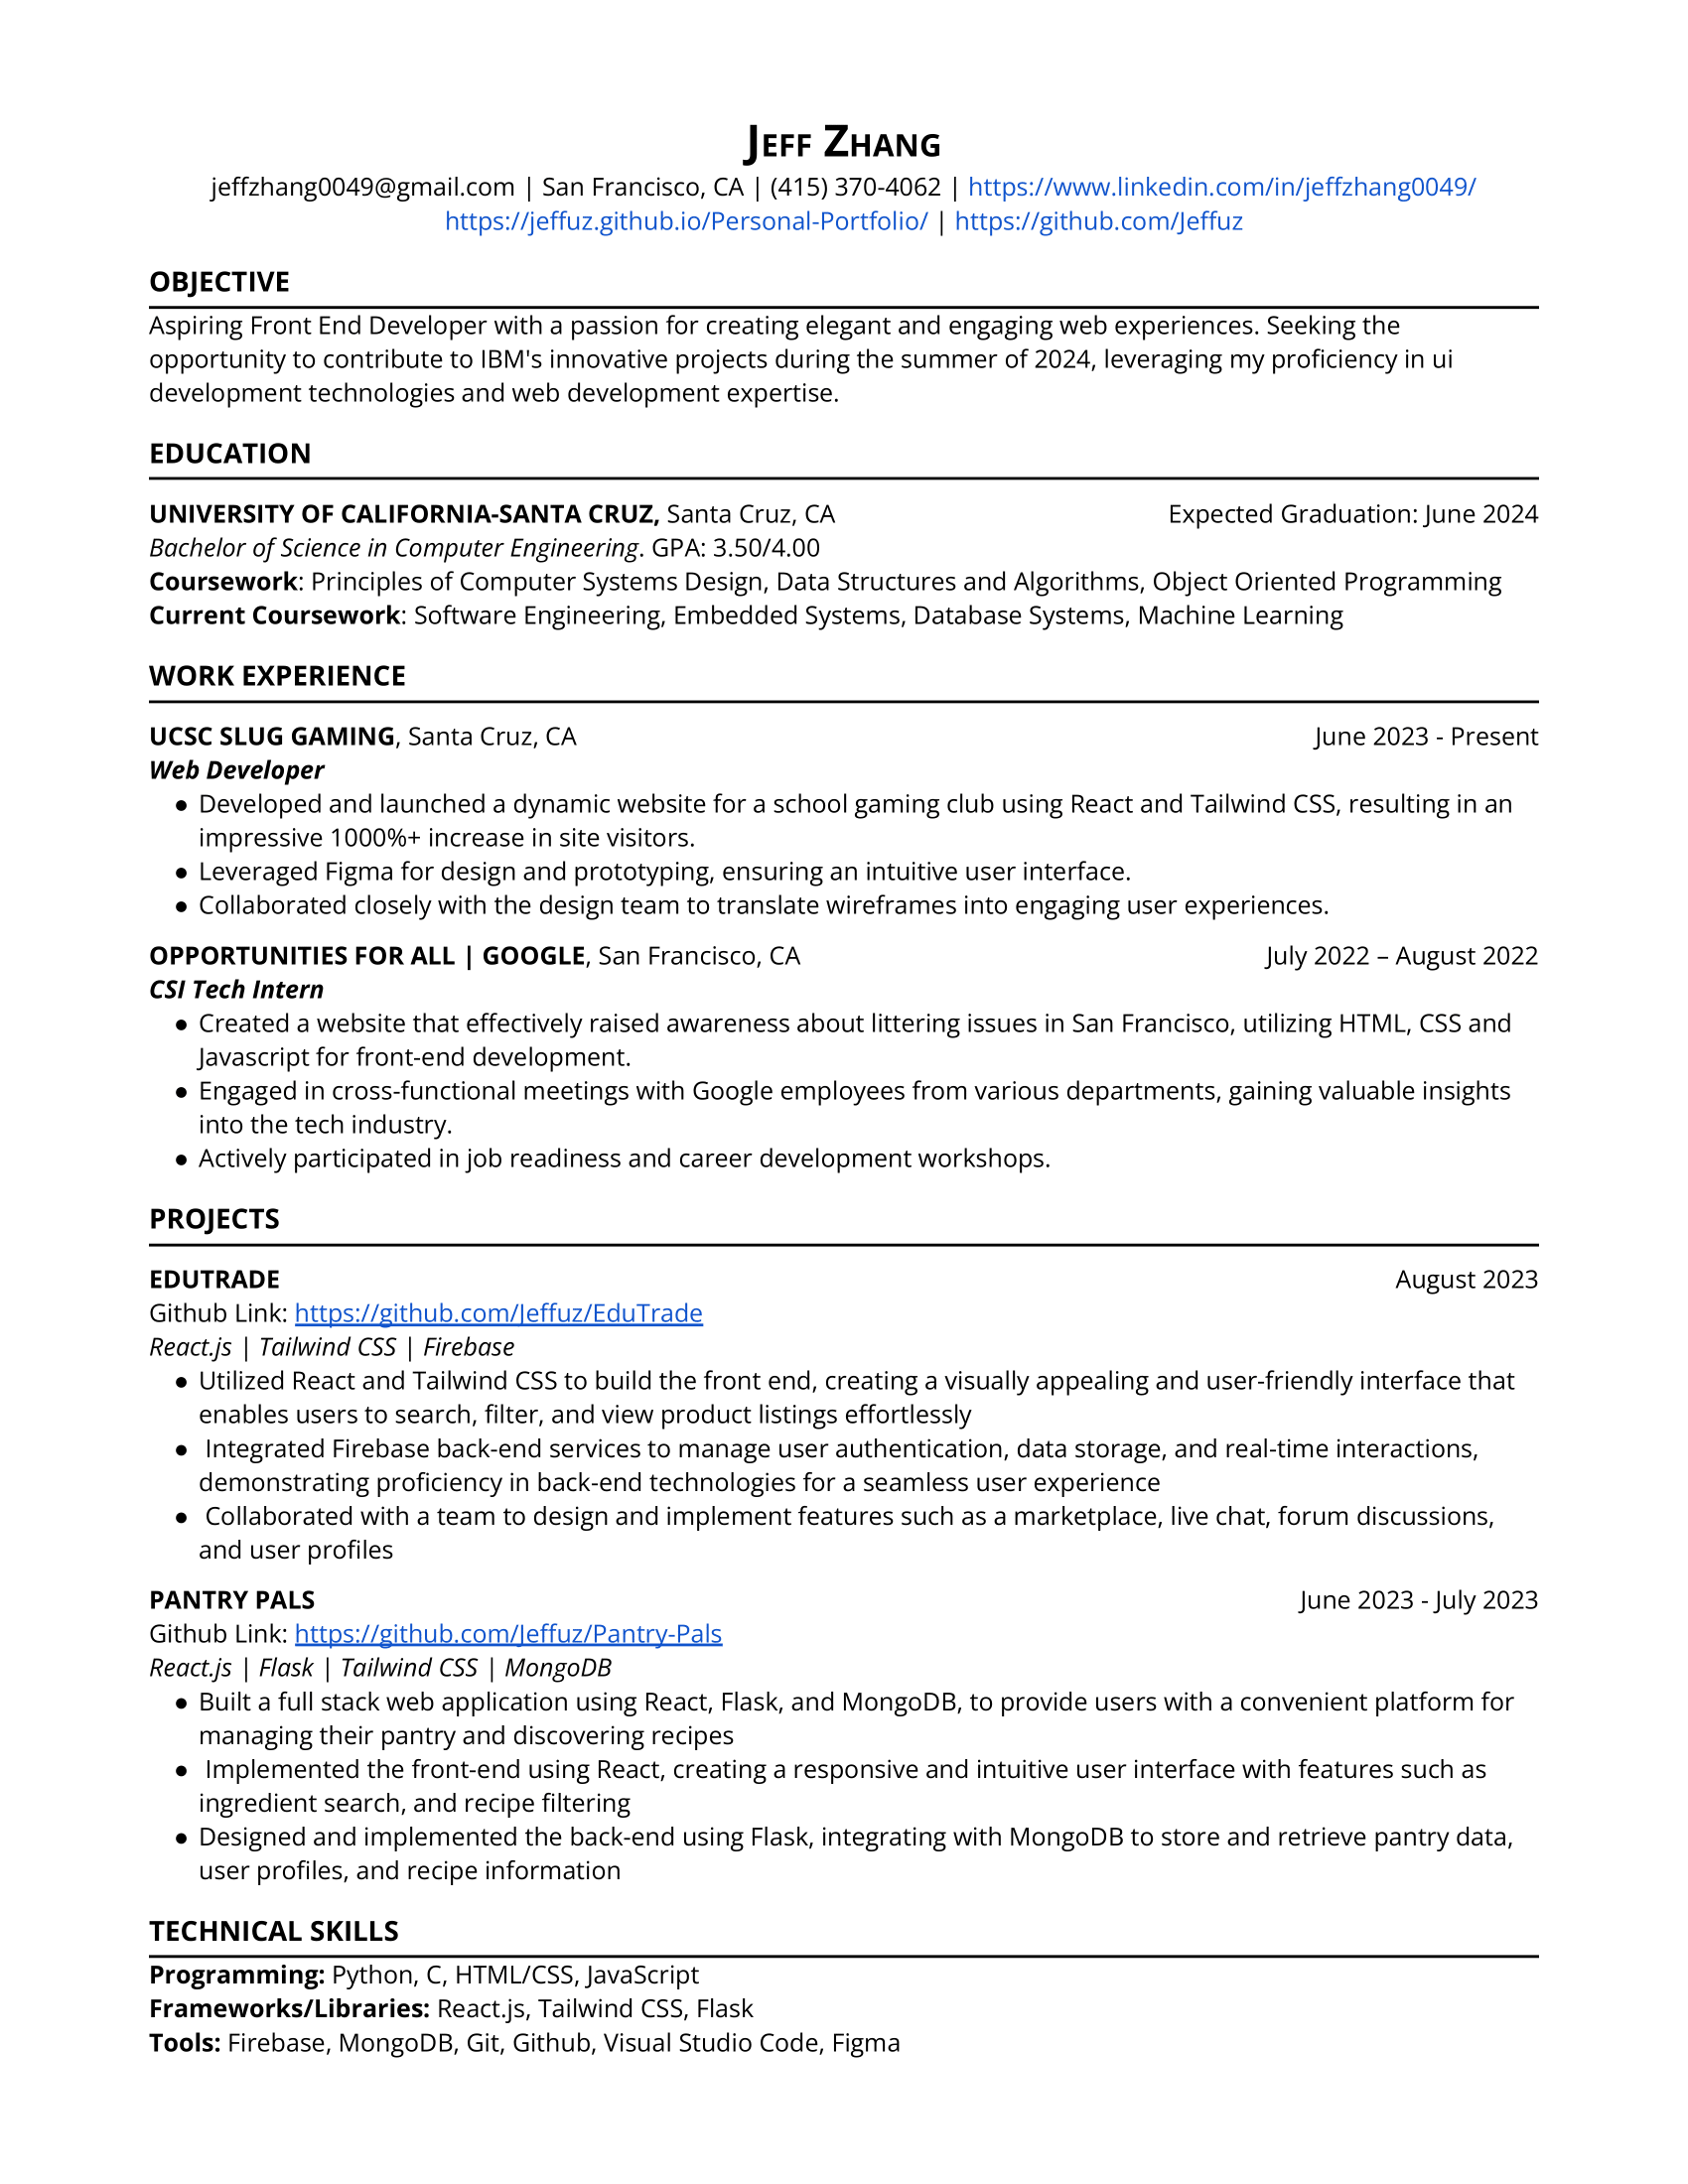 Jeff Zhang
jeffzhang0049@gmail.com | San Francisco, CA | (415) 370-4062 | https://www.linkedin.com/in/jeffzhang0049/
https://jeffuz.github.io/Personal-Portfolio/ | https://github.com/Jeffuz
OBJECTIVE
Aspiring Front End Developer with a passion for creating elegant and engaging web experiences. Seeking the
opportunity to contribute to IBM's innovative projects during the summer of 2024, leveraging my proficiency in ui
development technologies and web development expertise.
EDUCATION
UNIVERSITY OF CALIFORNIA-SANTA CRUZ, Santa Cruz, CA Expected Graduation: June 2024
Bachelor of Science in Computer Engineering. GPA: 3.50/4.00
Coursework: Principles of Computer Systems Design, Data Structures and Algorithms, Object Oriented Programming
Current Coursework: Software Engineering, Embedded Systems, Database Systems, Machine Learning
WORK EXPERIENCE
UCSC SLUG GAMING, Santa Cruz, CA June 2023 - Present
Web Developer
● Developed and launched a dynamic website for a school gaming club using React and Tailwind CSS, resulting in an
impressive 1000%+ increase in site visitors.
● Leveraged Figma for design and prototyping, ensuring an intuitive user interface.
● Collaborated closely with the design team to translate wireframes into engaging user experiences.
OPPORTUNITIES FOR ALL | GOOGLE, San Francisco, CA July 2022 – August 2022
CSI Tech Intern
● Created a website that effectively raised awareness about littering issues in San Francisco, utilizing HTML, CSS and
Javascript for front-end development.
● Engaged in cross-functional meetings with Google employees from various departments, gaining valuable insights
into the tech industry.
● Actively participated in job readiness and career development workshops.
PROJECTS
EDUTRADE August 2023
Github Link: https://github.com/Jeffuz/EduTrade
React.js | Tailwind CSS | Firebase
● Utilized React and Tailwind CSS to build the front end, creating a visually appealing and user-friendly interface that
enables users to search, filter, and view product listings effortlessly
● Integrated Firebase back-end services to manage user authentication, data storage, and real-time interactions,
demonstrating proficiency in back-end technologies for a seamless user experience
● Collaborated with a team to design and implement features such as a marketplace, live chat, forum discussions,
and user profiles
PANTRY PALS June 2023 - July 2023
Github Link: https://github.com/Jeffuz/Pantry-Pals
React.js | Flask | Tailwind CSS | MongoDB
● Built a full stack web application using React, Flask, and MongoDB, to provide users with a convenient platform for
managing their pantry and discovering recipes
● Implemented the front-end using React, creating a responsive and intuitive user interface with features such as
ingredient search, and recipe filtering
● Designed and implemented the back-end using Flask, integrating with MongoDB to store and retrieve pantry data,
user profiles, and recipe information
TECHNICAL SKILLS
Programming: Python, C, HTML/CSS, JavaScript
Frameworks/Libraries: React.js, Tailwind CSS, Flask
Tools: Firebase, MongoDB, Git, Github, Visual Studio Code, Figma